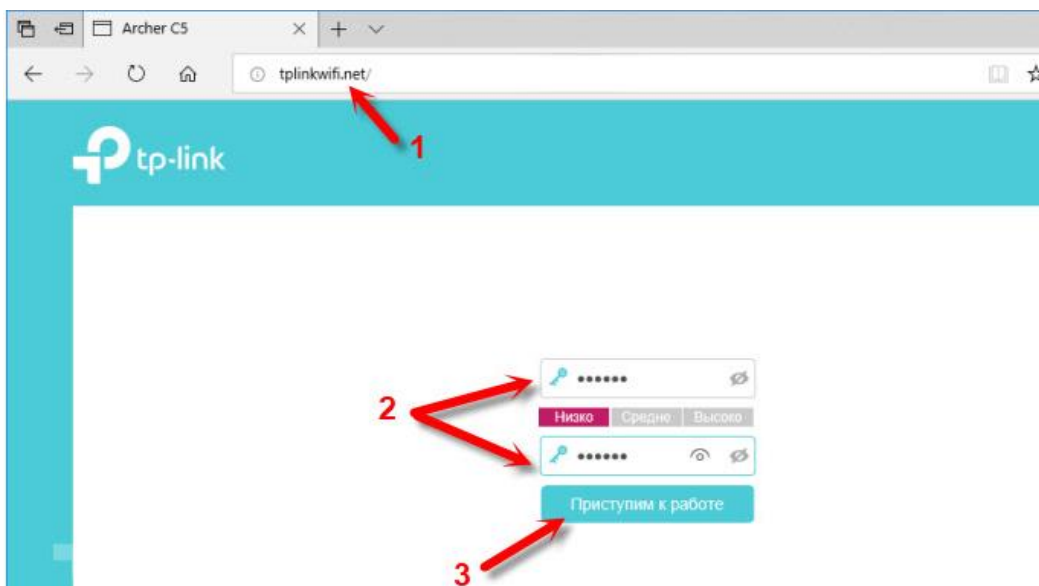 Archer C5
tplinkwifi.net/
1
tp-link
••••••
2
Низко Средне Высоко
••••••
Приступим к работе
3